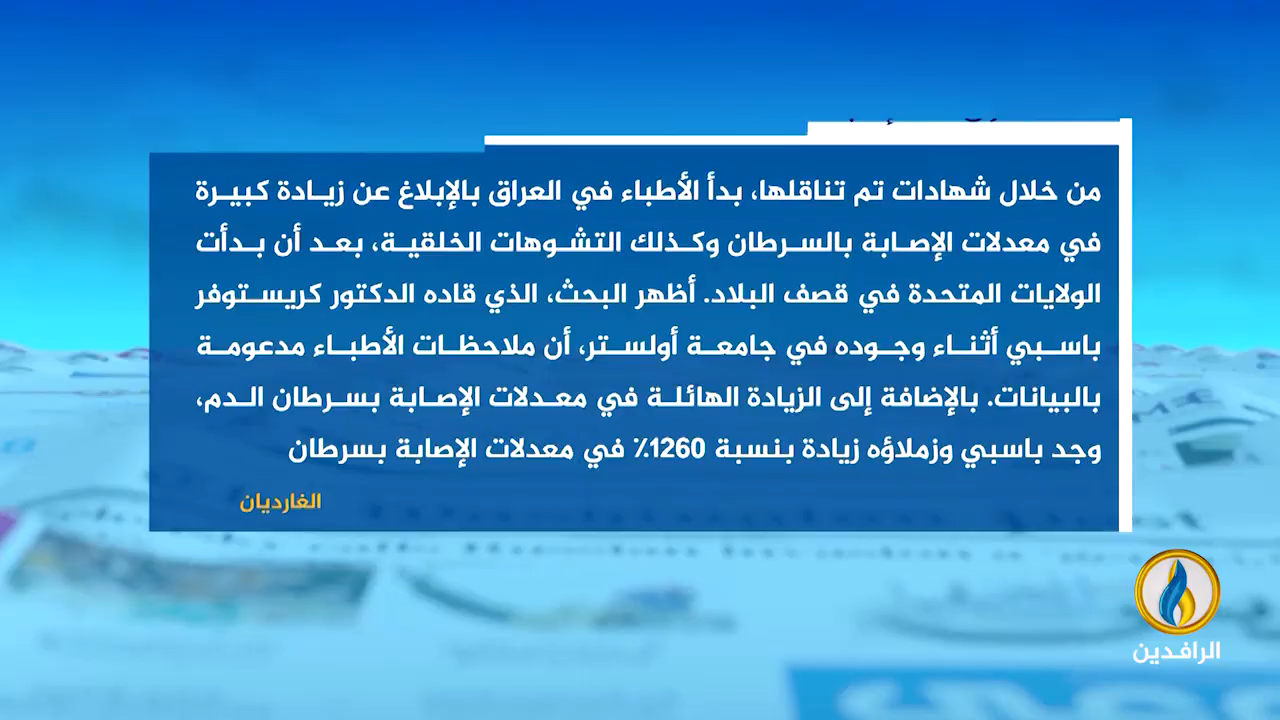 من خلال شهادات تم تناقلها، بدأ الأطباء في العراق بالإبلاغ عن زيادة كبيرة
في معدلات الإصابة بالسرطان وكذلك التشوهات الخلقية، بعد أن بدأت
الولايات المتحدة في قصف البلاد. أظهر البحث، الذي قاده الدكتور كريستوفر
باسبي أثناء وجوده في جامعة أولستر، أن ملاحظات الأطباء مدعومة
بالبيانات. بالإضافة إلى الزيادة الهائلة في معدلات الإصابة بسرطان الدم،
وجد باسبي وزملاؤه زيادة بنسبة 1260٪ في معدلات الإصابة بسرطان
الغارديان
الرافدين